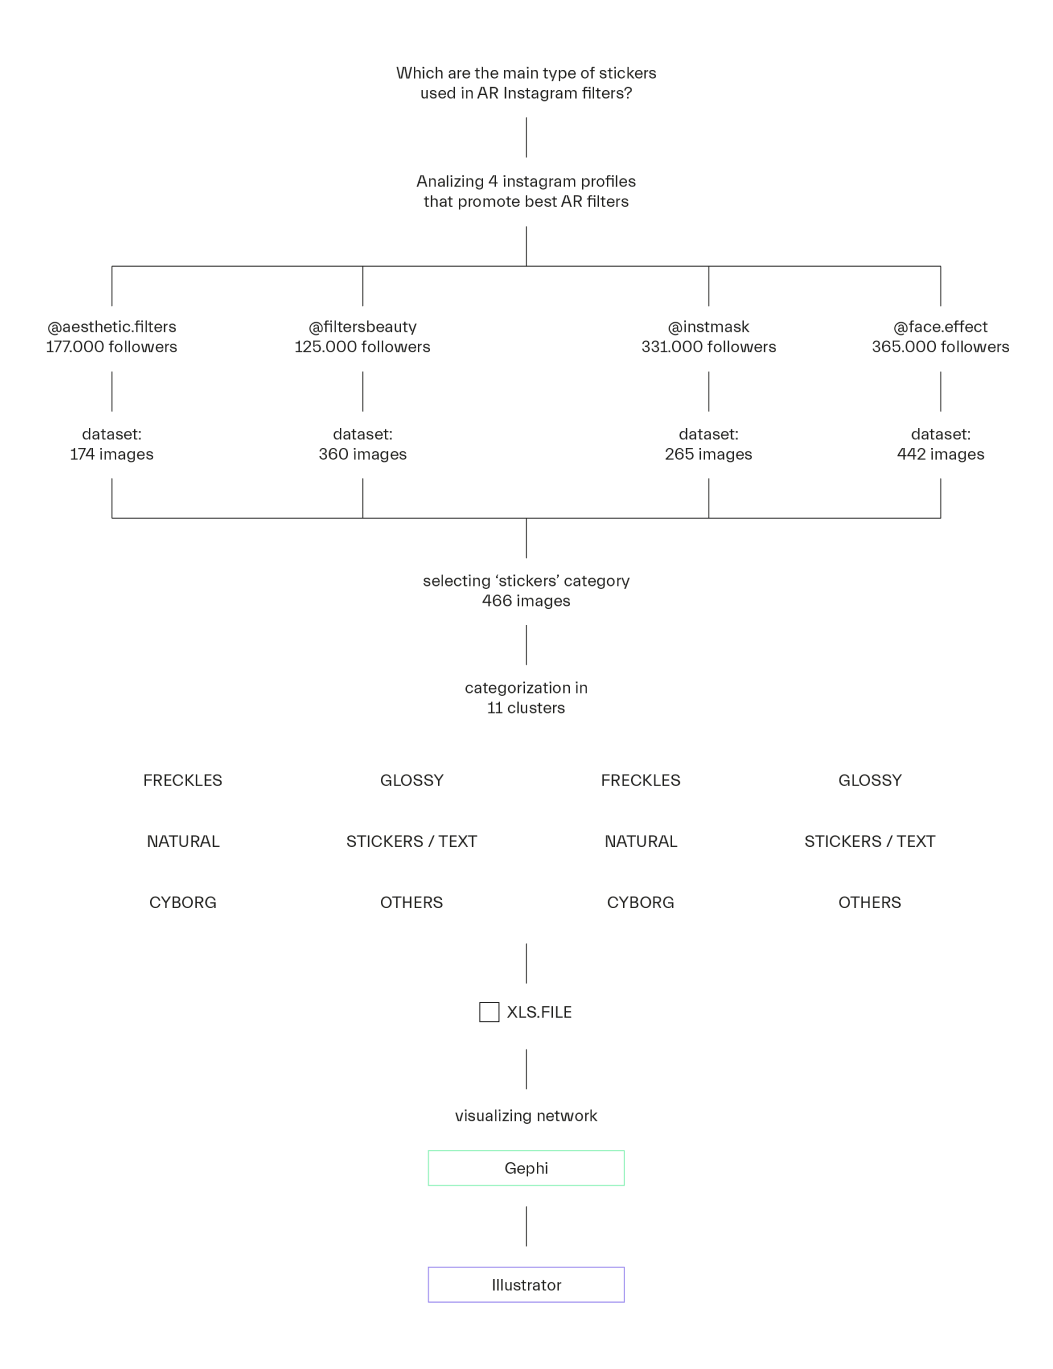 Which are the main type of stickers
used in AR Instagram filters?
Analizing 4 instagram profiles
that promote best AR filters
@aesthetic.filters
177.000 followers
@filtersbeauty
125.000 followers
@instmask
331.000 followers
@face.effect
365.000 followers
dataset:
174 images
dataset:
360 images
dataset:
265 images
dataset:
442 images
selecting ‘stickers’ category
466 images
categorization in
11 clusters
FRECKLES
GLOSSY
FRECKLES
GLOSSY
NATURAL
STICKERS / TEXT
NATURAL
STICKERS / TEXT
CYBORG
OTHERS
CYBORG
OTHERS
XLS.FILE
visualizing network
Gephi
Illustrator